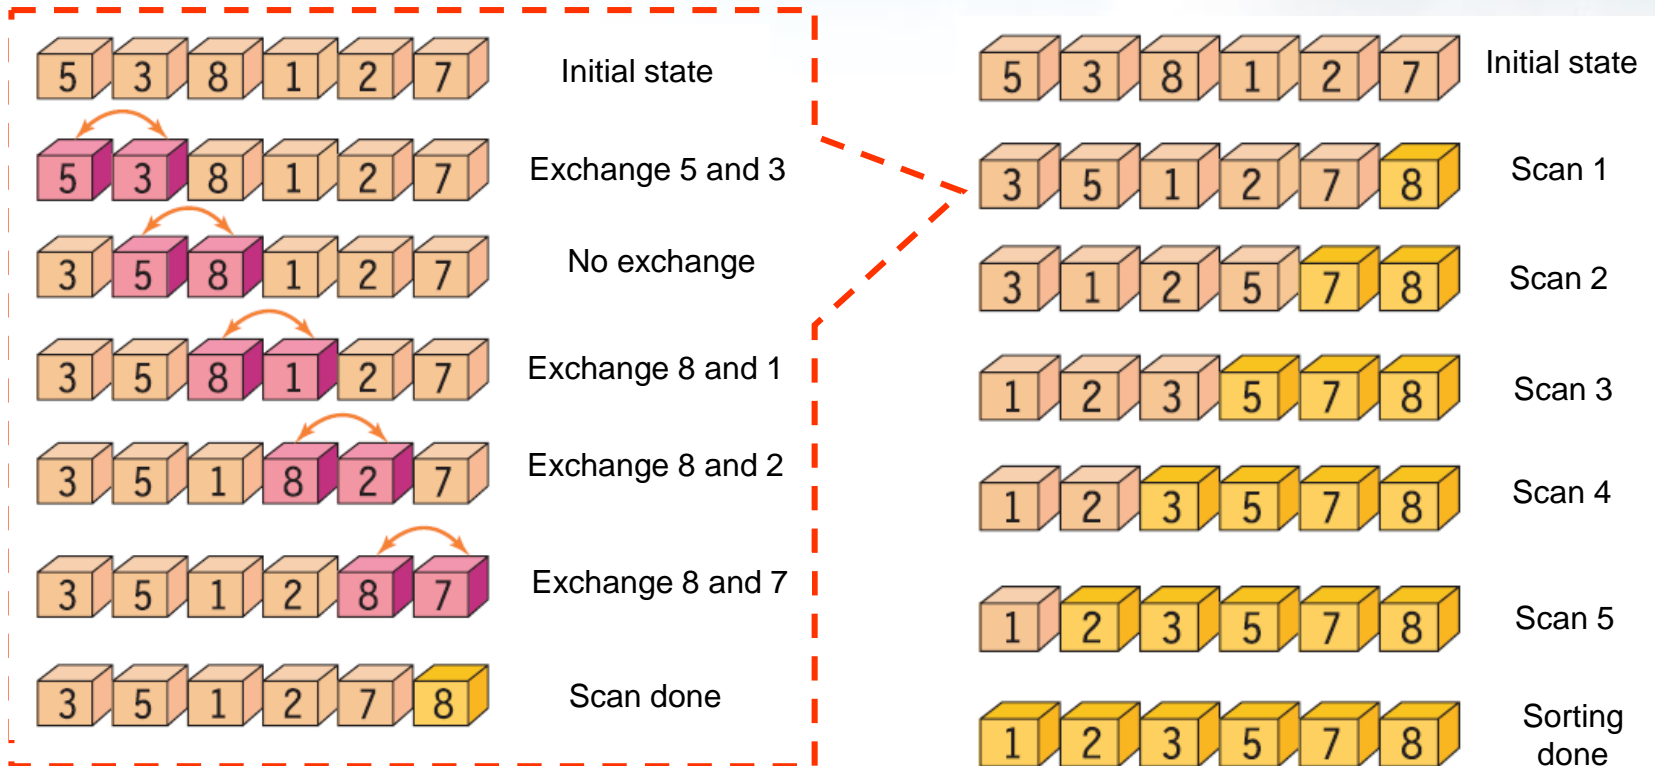 5 3 8 1 2 7 Initial state
5 3 8 1 2 7 Exchange 5 and 3
3 5 8 1 2 7 No exchange
3 5 8 1 2 7 Exchange 8 and 1
3 5 1 8 2 7 Exchange 8 and 2
3 5 1 2 8 7 Exchange 8 and 7
3 5 1 2 7 8 Scan done
5 3 8 1 2 7 Initial state
3 5 1 2 7 8 Scan 1
3 1 2 5 7 8 Scan 2
1 2 3 5 7 8 Scan 3
1 2 3 5 7 8 Scan 4
1 2 3 5 7 8 Scan 5
1 2 3 5 7 8 Sorting
done